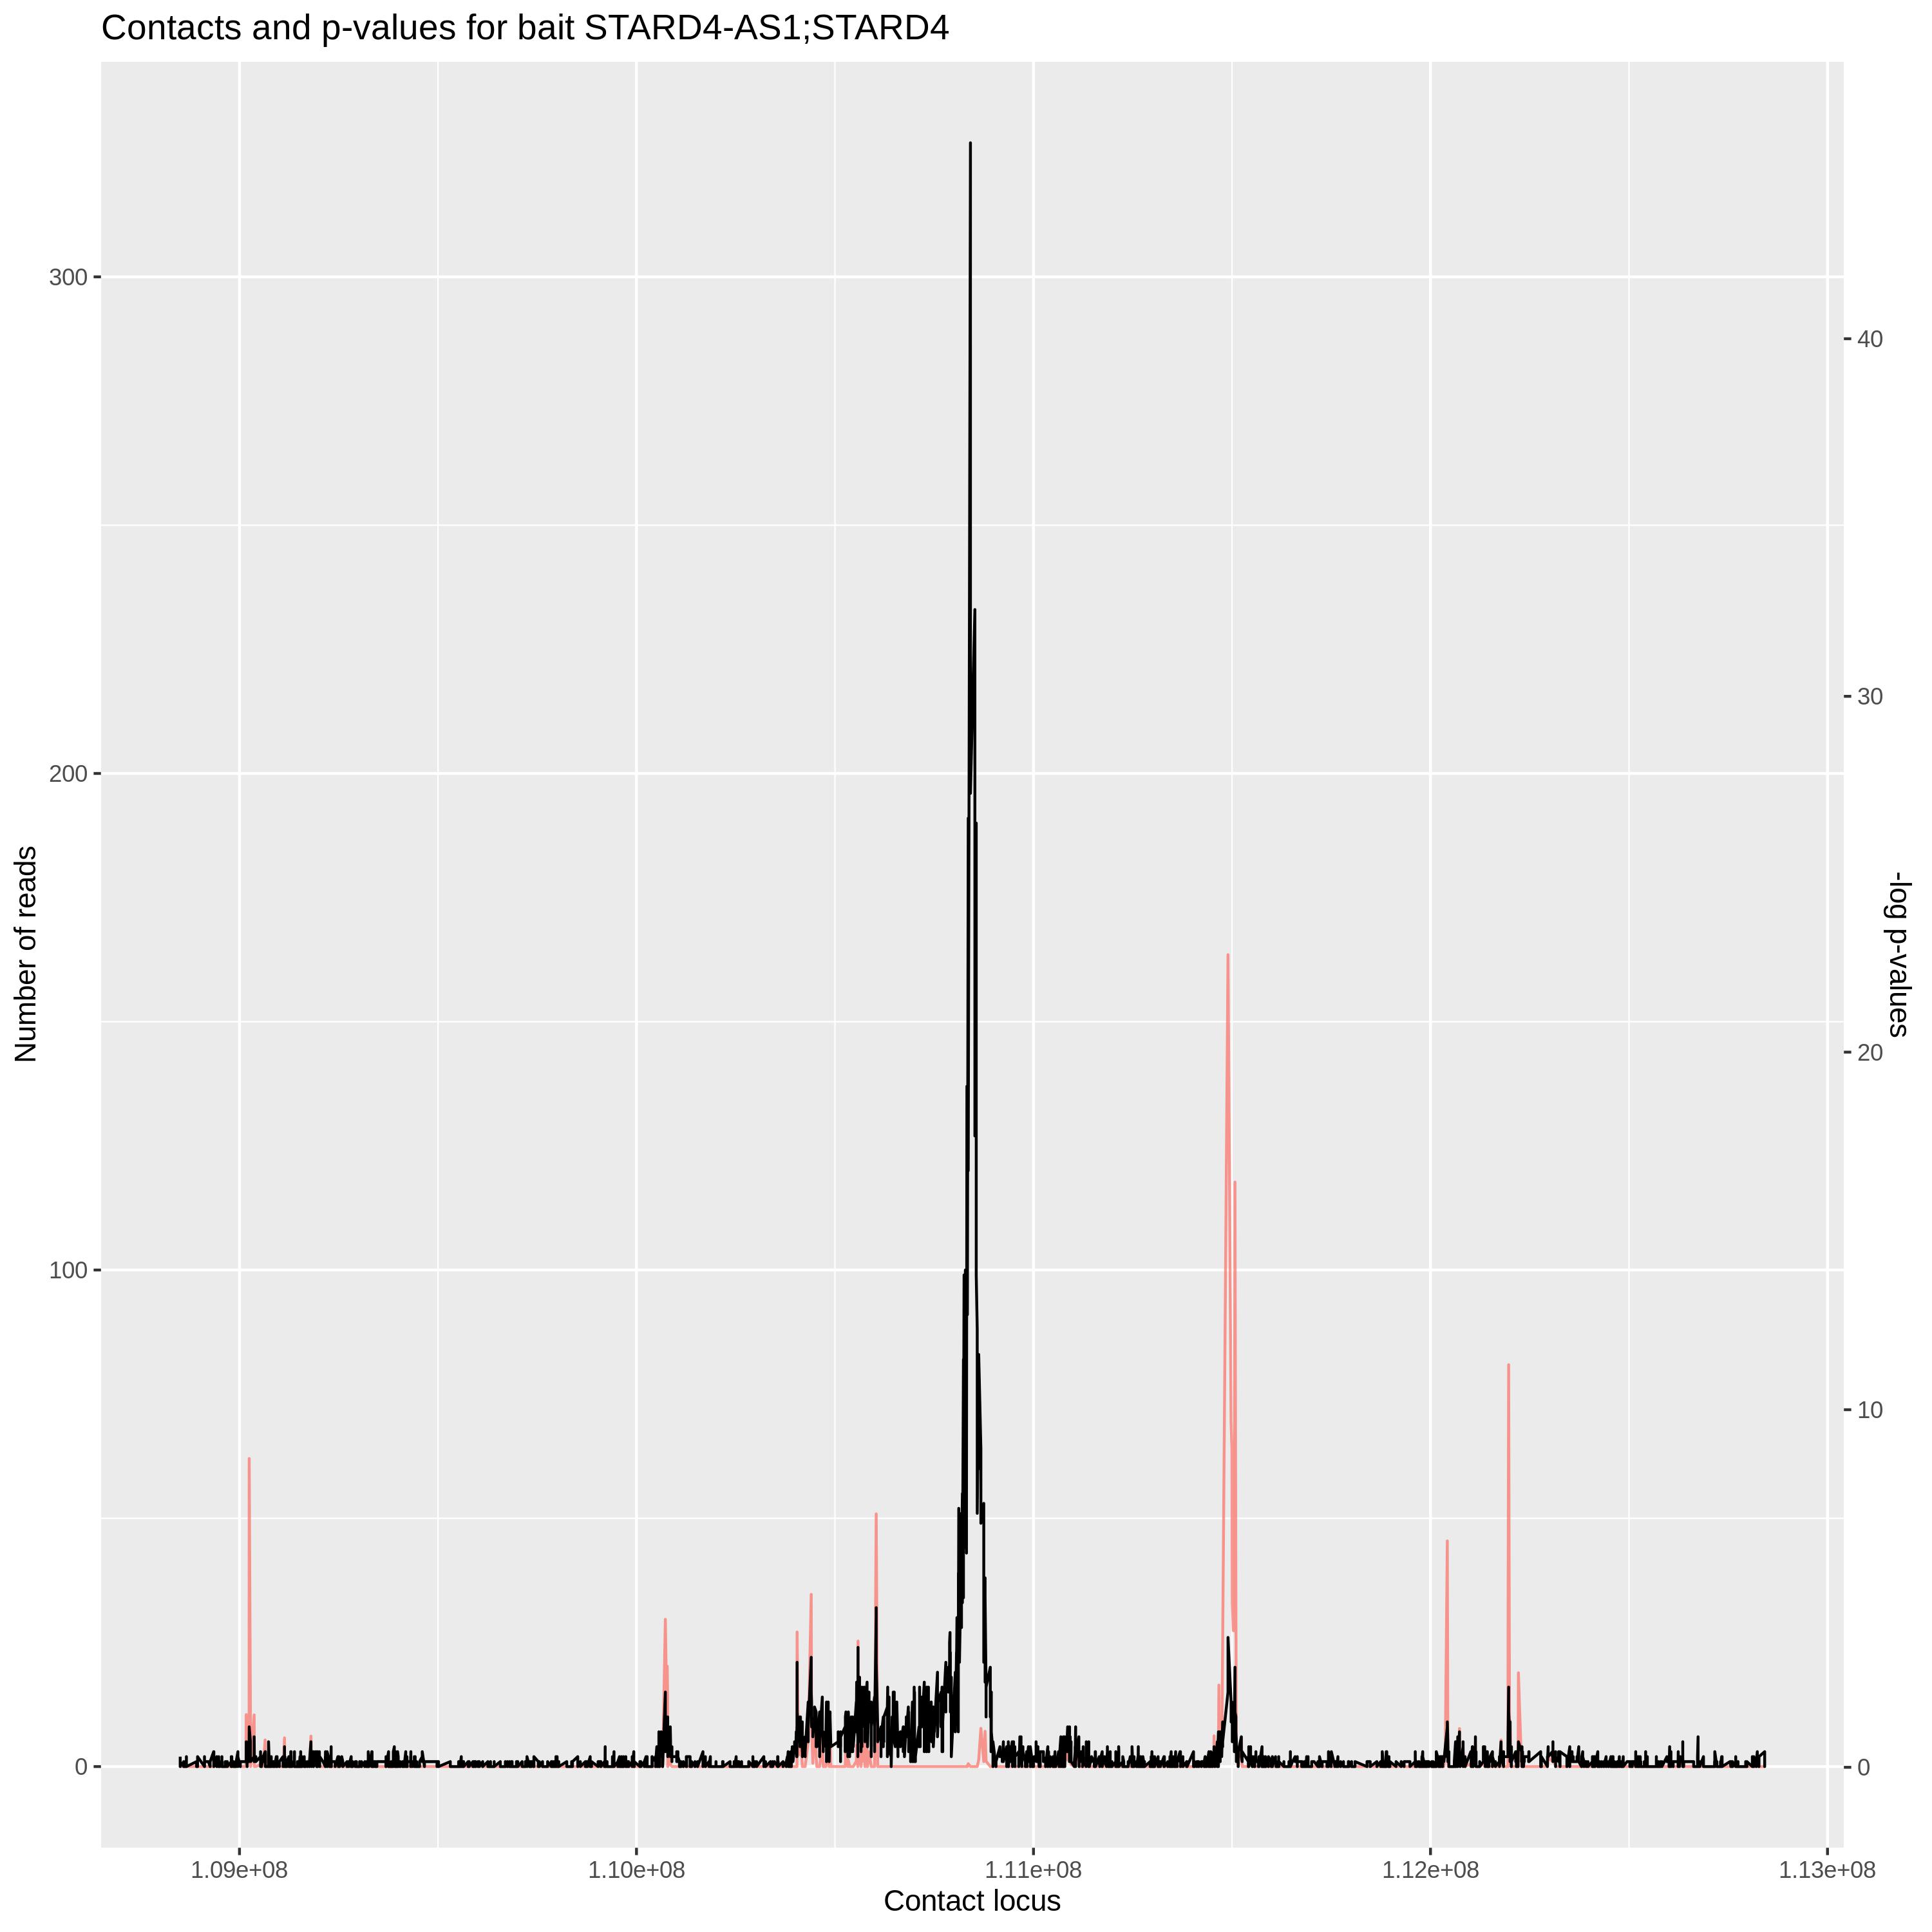 Contacts and p-values for bait STARD4-AS1;STARD4
300
200
100
0
Number of reads
40
30
20
10
0
-log p-values
1.09e+08
1.10e+08
1.11e+08
1.12e+08
1.13e+08
Contact locus